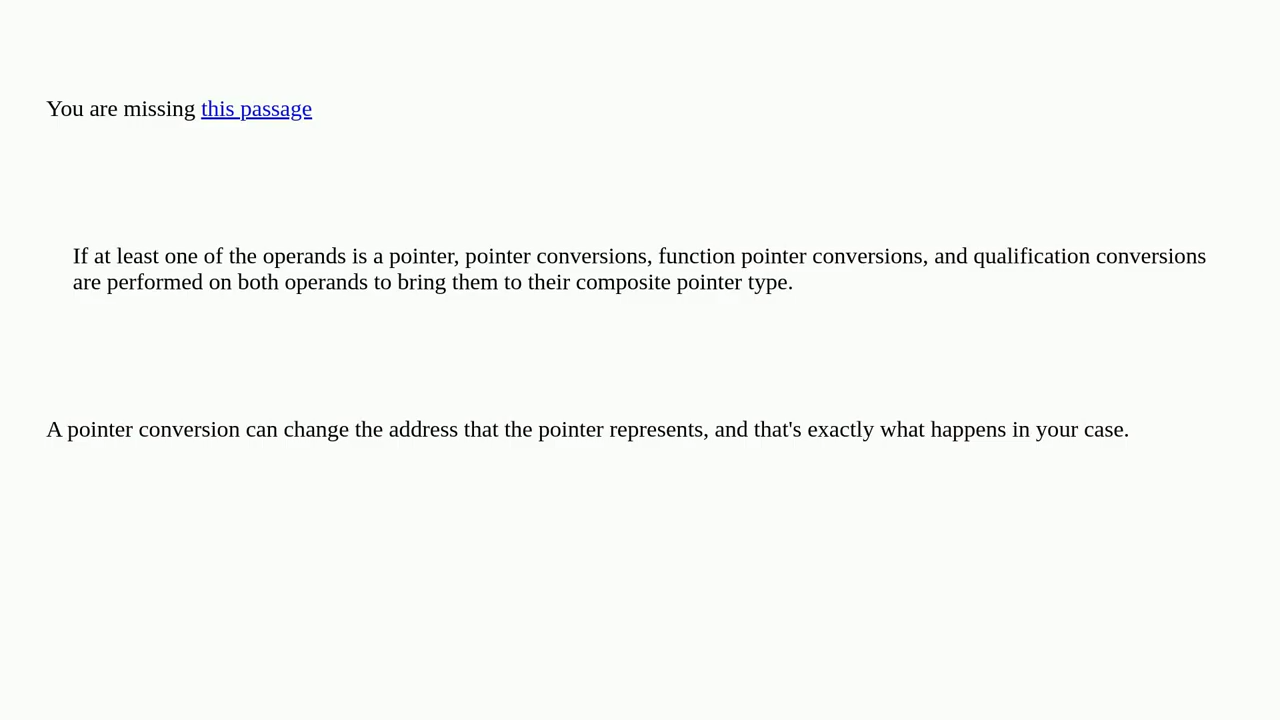 You are missing this passage
If at least one of the operands is a pointer, pointer conversions, function pointer conversions, and qualification conversions
are performed on both operands to bring them to their composite pointer type.
A pointer conversion can change the address that the pointer represents, and that's exactly what happens in your case.